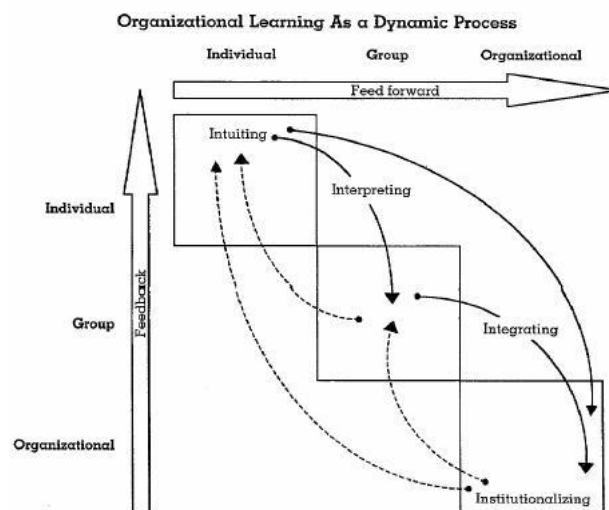 Organizational Learning As a Dynamic Process
Individual Group Organizational
Feed forward
Intuiting
Interpreting
Individual
Feedback
Group
Integrating
Organizational
Institutionalizing